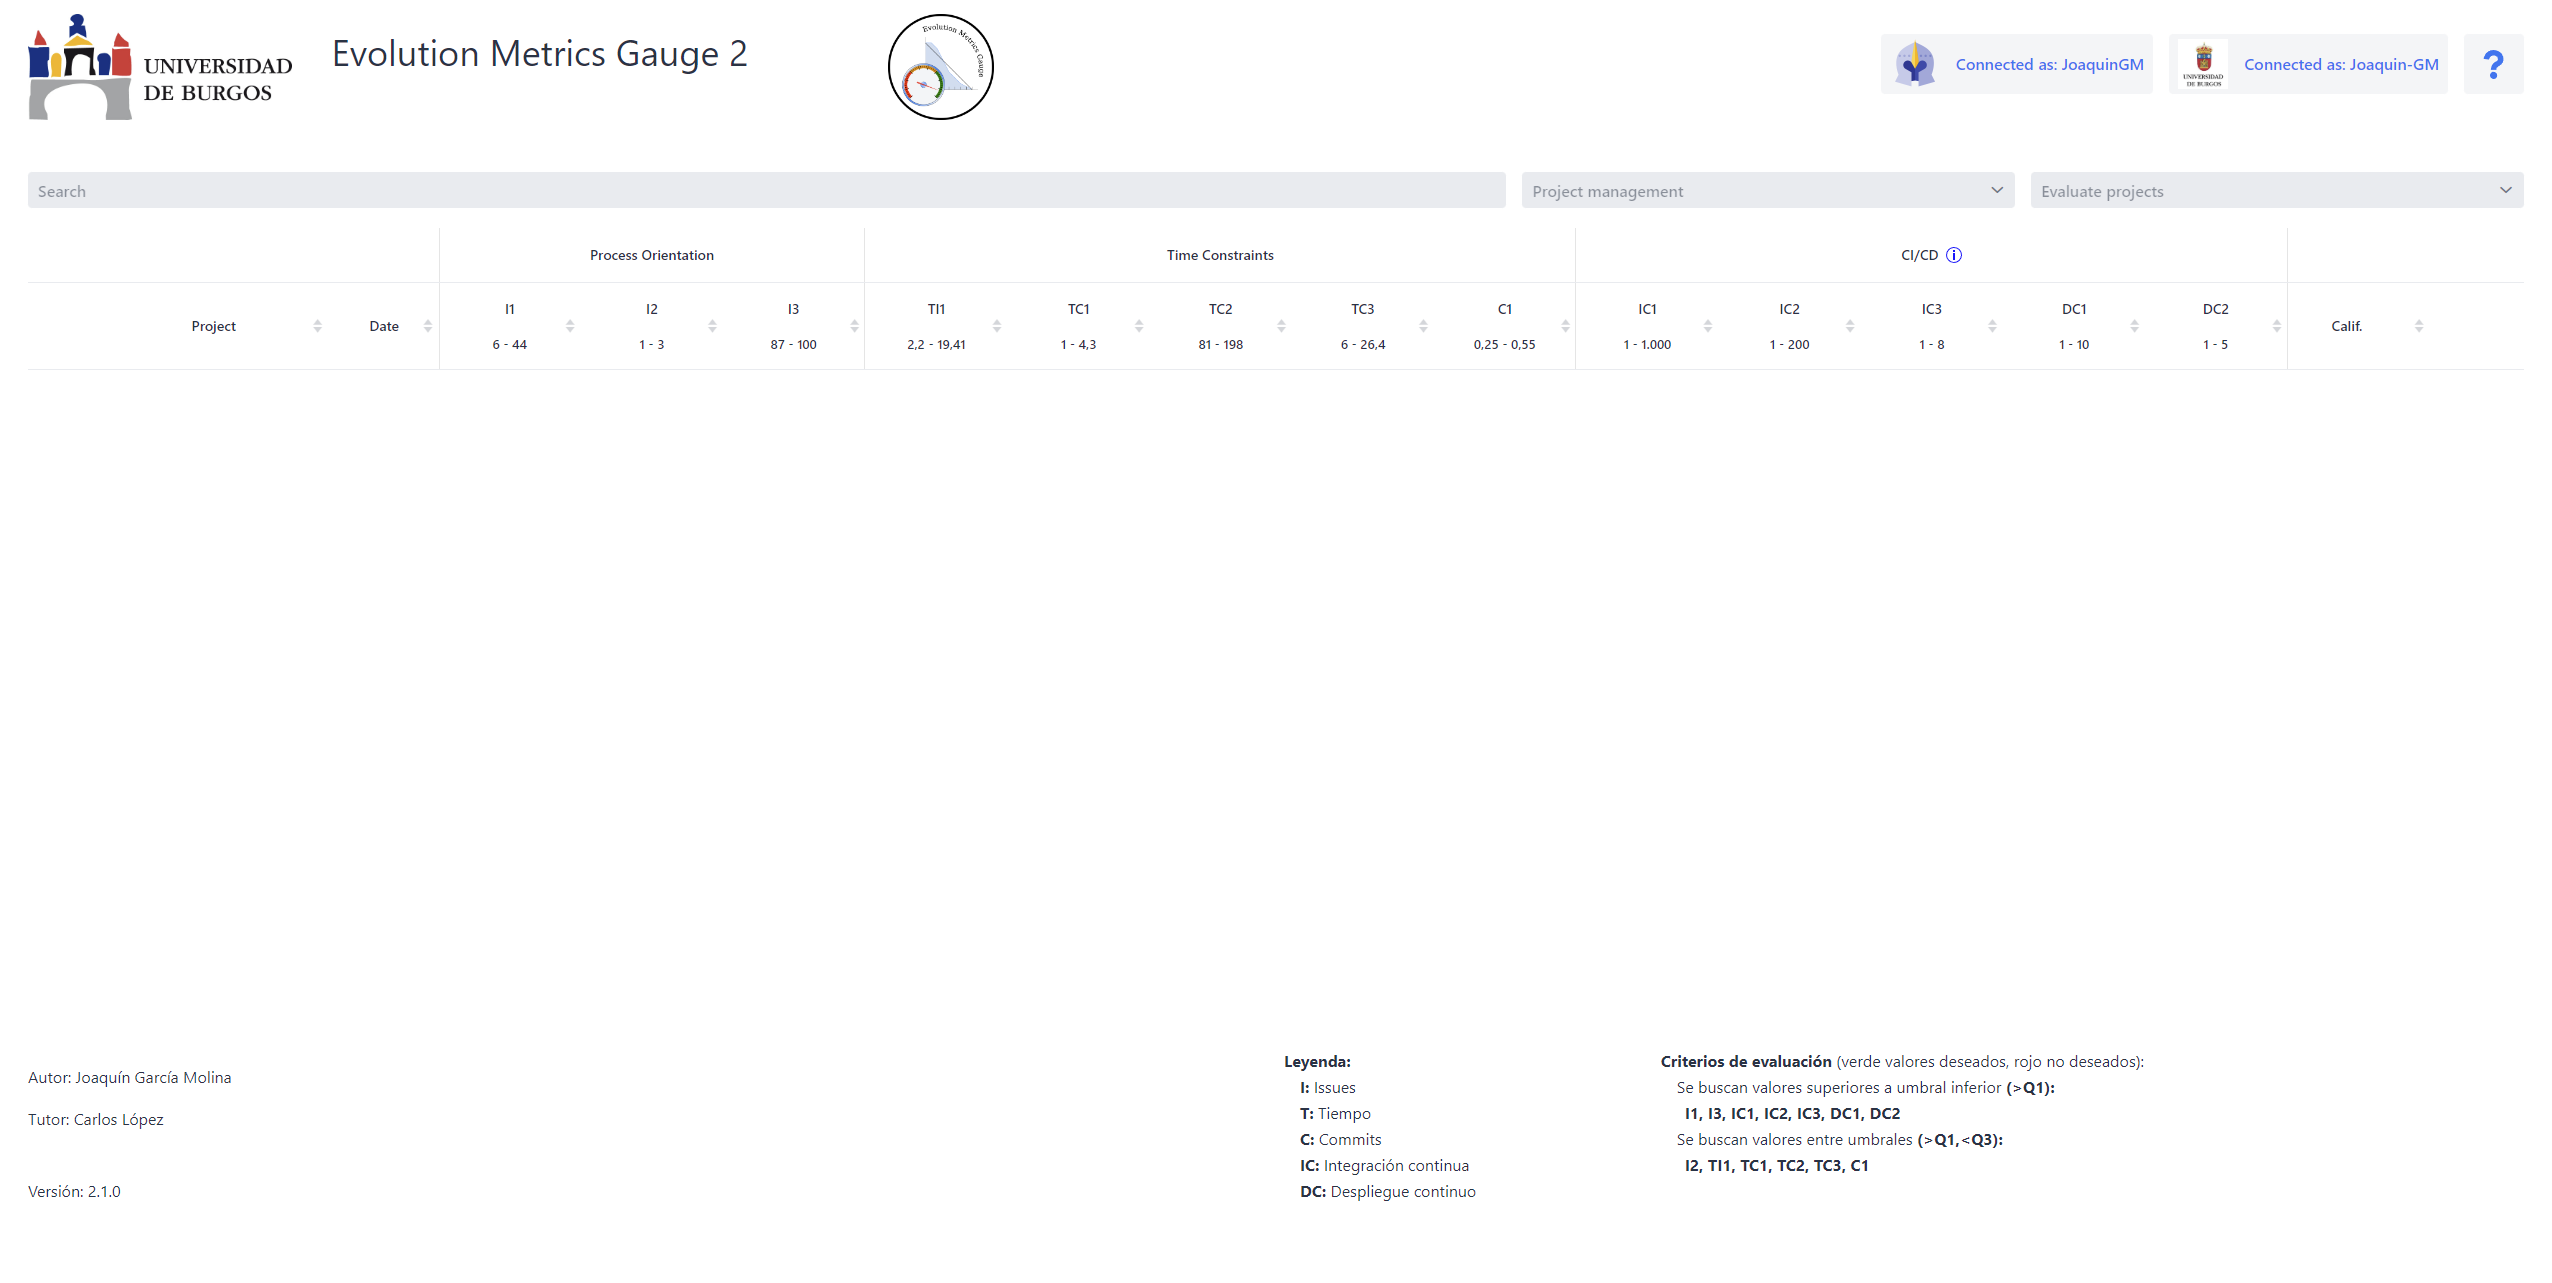 UNIVERSIDAD
DE BURGOS
Evolution Metrics Gauge 2
Evolution Metrics Gauge
Connected as: JoaquinGM
UNIVERSIDAD
DE BURGOS
Connected as: Joaquin-GM
?
Search
Project management
Evaluate projects
Process Orientation
Time Constraints
CI/CD
Project
Date
I1
I2
I3
TI1
TC1
TC2
TC3
C1
IC1
IC2
IC3
DC1
DC2
Calif.
6 - 44
1 - 3
87 - 100
2,2 - 19,41
1 - 4,3
81 - 198
6 - 26,4
0,25 - 0,55
1 - 1.000
1 - 200
1 - 8
1 - 10
1 - 5
Autor: Joaquín García Molina
Tutor: Carlos López
Versión: 2.1.0
Leyenda:
I: Issues
T: Tiempo
C: Commits
IC: Integración continua
DC: Despliegue continuo
Criterios de evaluación (verde valores deseados, rojo no deseados):
Se buscan valores superiores a umbral inferior (>Q1):
I1, I3, IC1, IC2, IC3, DC1, DC2
Se buscan valores entre umbrales (>Q1,<Q3):
I2, TI1, TC1, TC2, TC3, C1